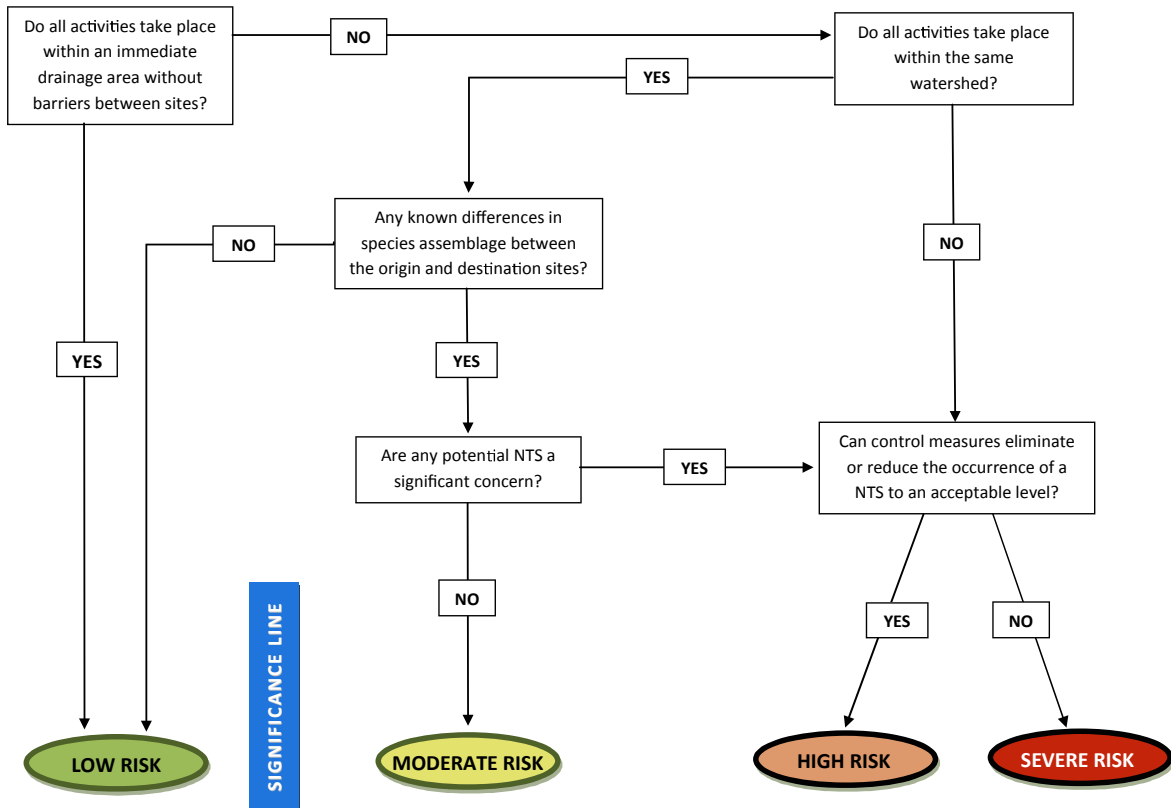 Do all activities take place
within an immediate
drainage area without
barriers between sites?
NO
Do all activities take place
within the same
watershed?
YES
Any known differences in
species assemblage between
the origin and destination sites?
NO
NO
YES
YES
Are any potential NTS a
significant concern?
YES
Can control measures eliminate
or reduce the occurrence of a
NTS to an acceptable level?
NO
YES
NO
SIGNIFICANCE LINE
LOW RISK
MODERATE RISK
HIGH RISK
SEVERE RISK